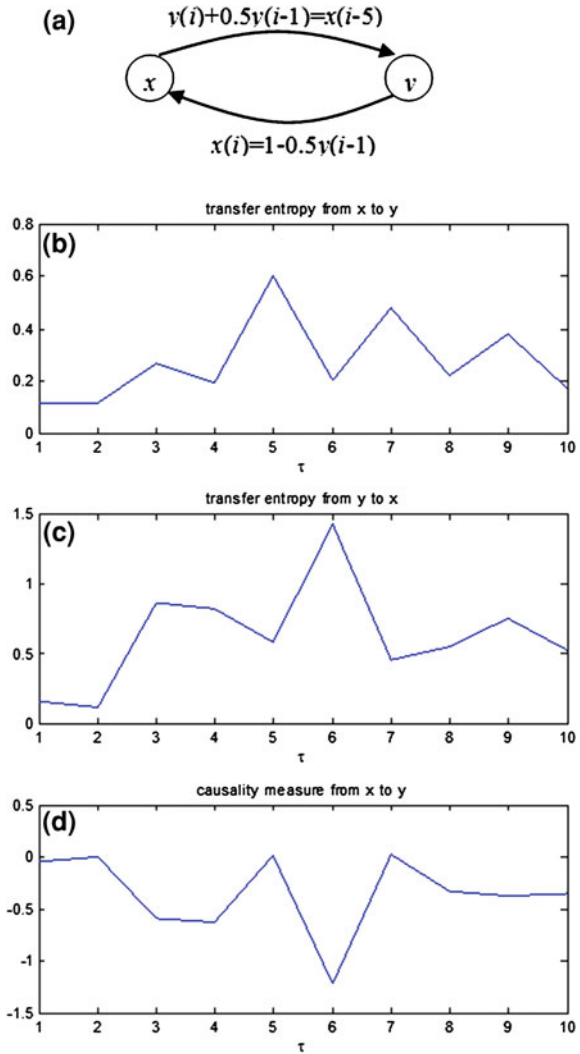 (a)
y(i)+0.5y(i-1)=x(i-5)
x
y
x(i)=1-0.5y(i-1)
transfer entropy from x to y
(b)
0.8
0.6
0.4
0.2
0
1 2 3 4 5 6 7 8 9 10
τ
transfer entropy from y to x
(c)
1.5
1
0.5
0
1 2 3 4 5 6 7 8 9 10
τ
causality measure from x to y
(d)
0.5
0
-0.5
-1
-1.5
1 2 3 4 5 6 7 8 9 10
τ